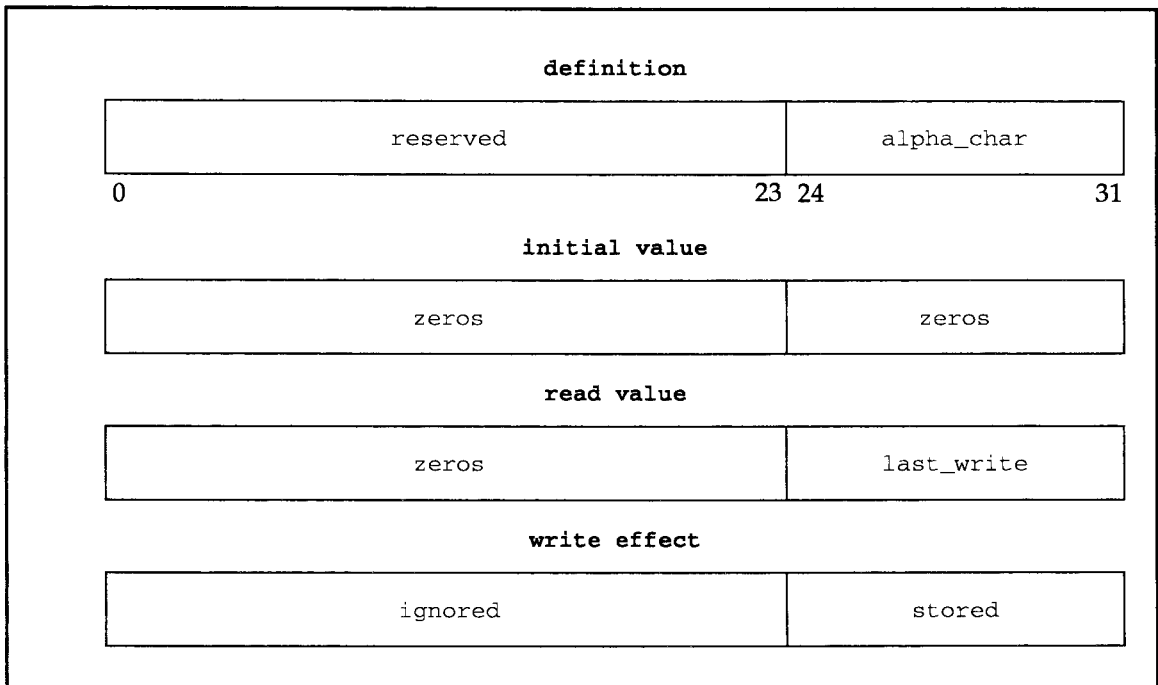 definition
reserved alpha_char
0 23 24 31
initial value
zeros zeros
read value
zeros last_write
write effect
ignored stored